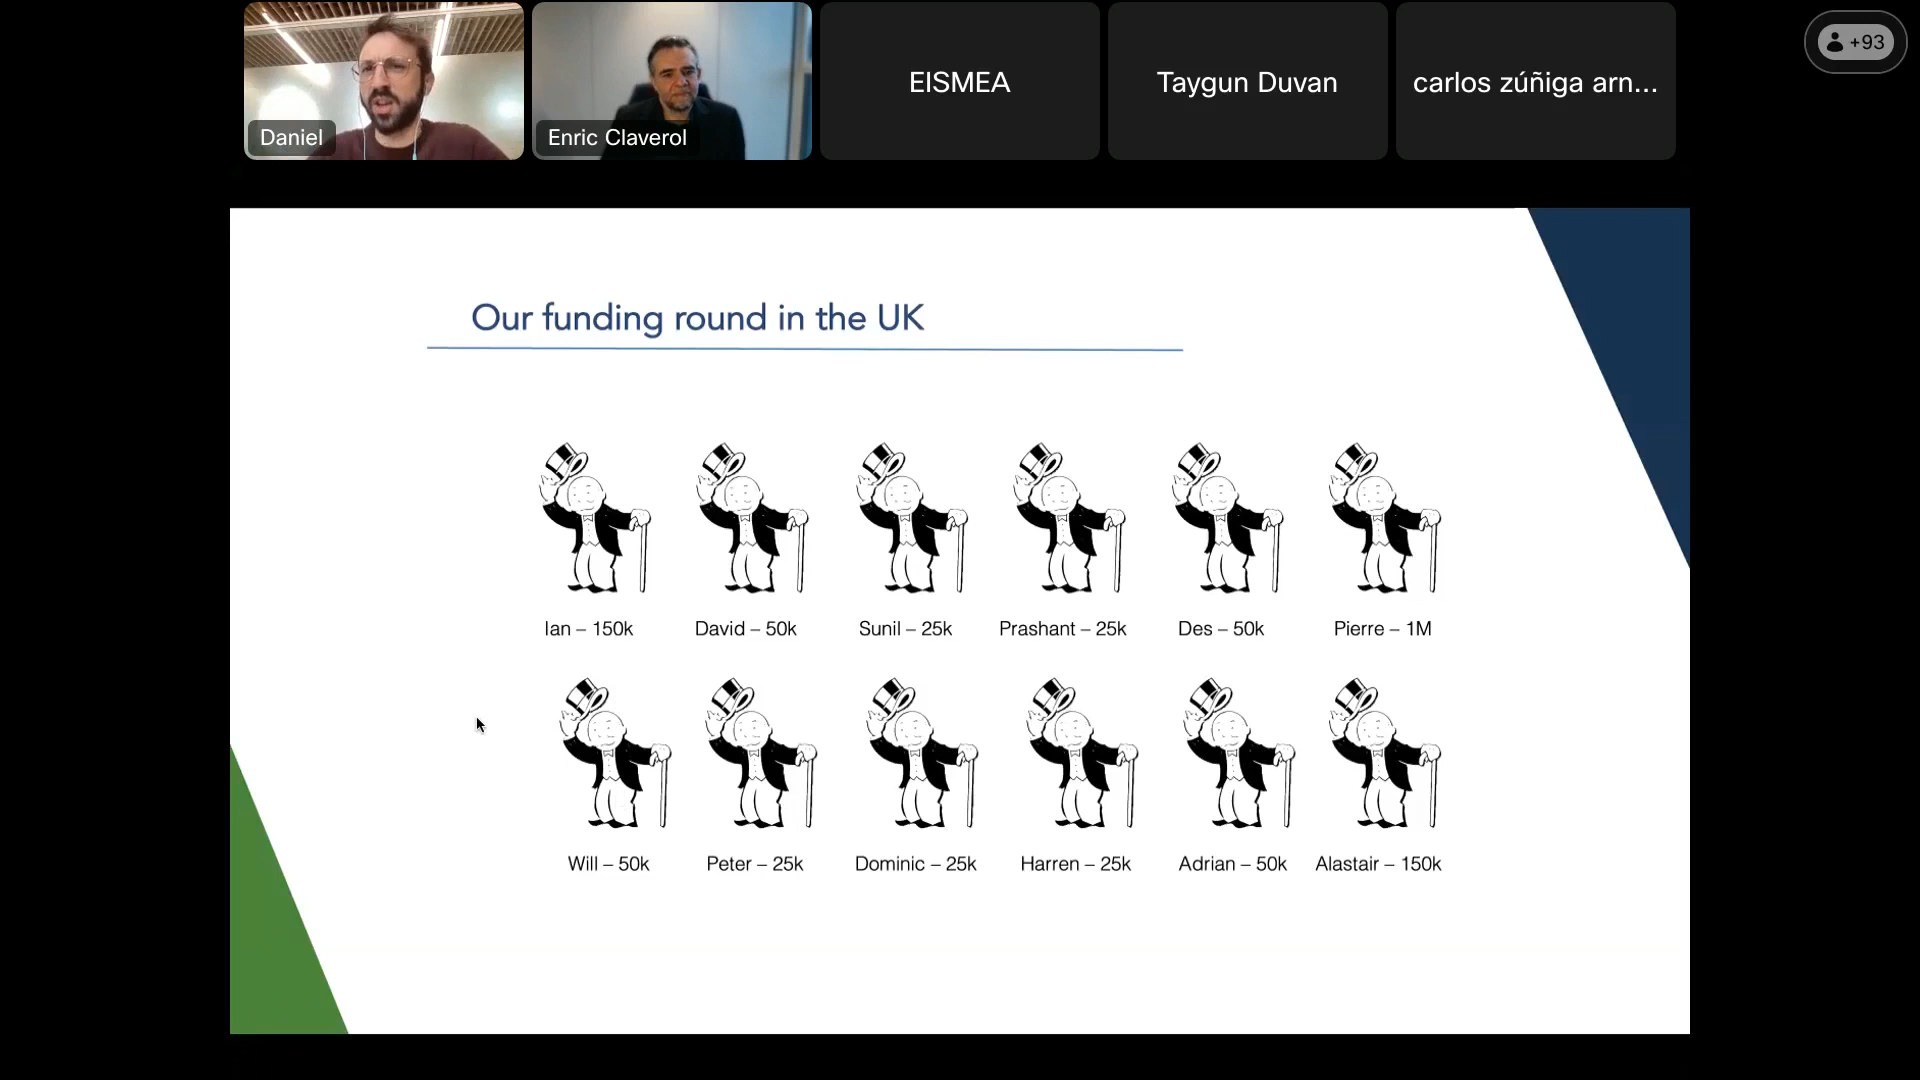 Daniel
Enric Claverol
EISMEA
Taygun Duvan
carlos zúñiga arn...
+93
Our funding round in the UK
Ian – 150k
David – 50k
Sunil – 25k
Prashant – 25k
Des – 50k
Pierre – 1M
Will – 50k
Peter – 25k
Dominic – 25k
Harren – 25k
Adrian – 50k
Alastair – 150k